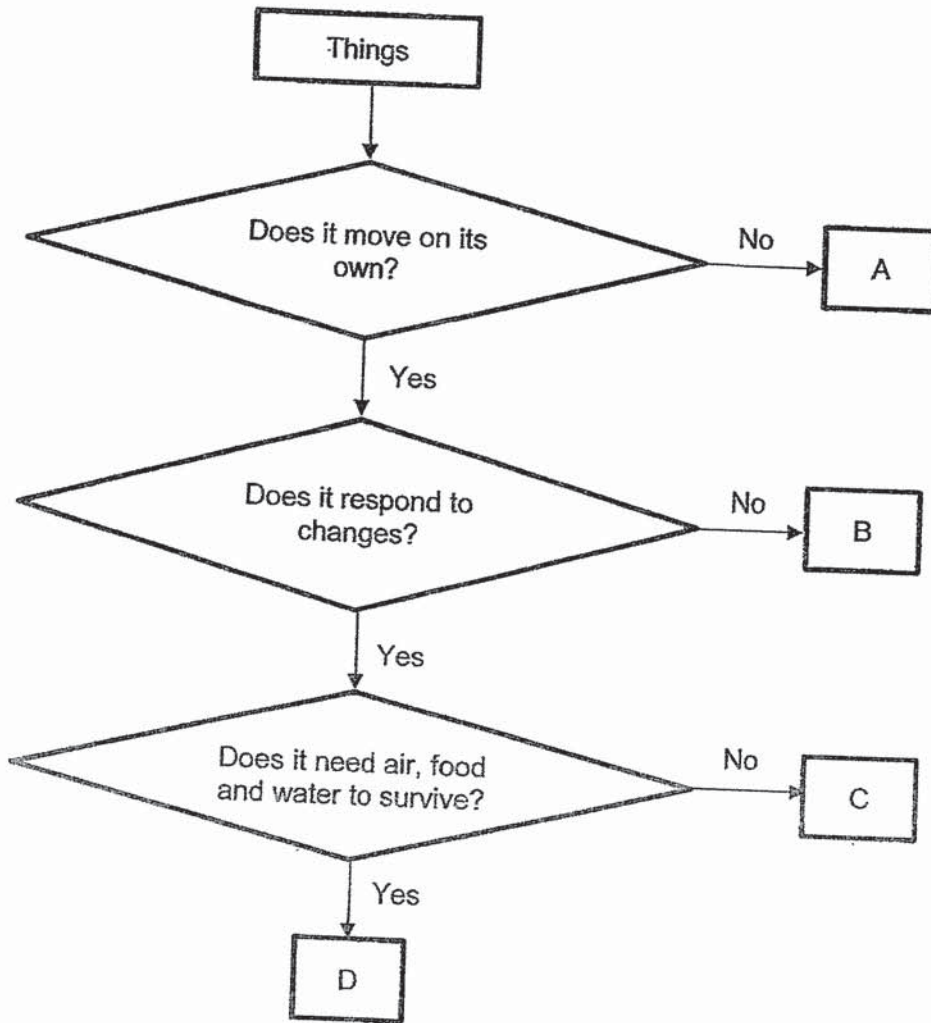 Things
Does it move on its
own?
No
A
Yes
Does it respond to
changes?
No
B
Yes
Does it need air, food
and water to survive?
No
C
Yes
D